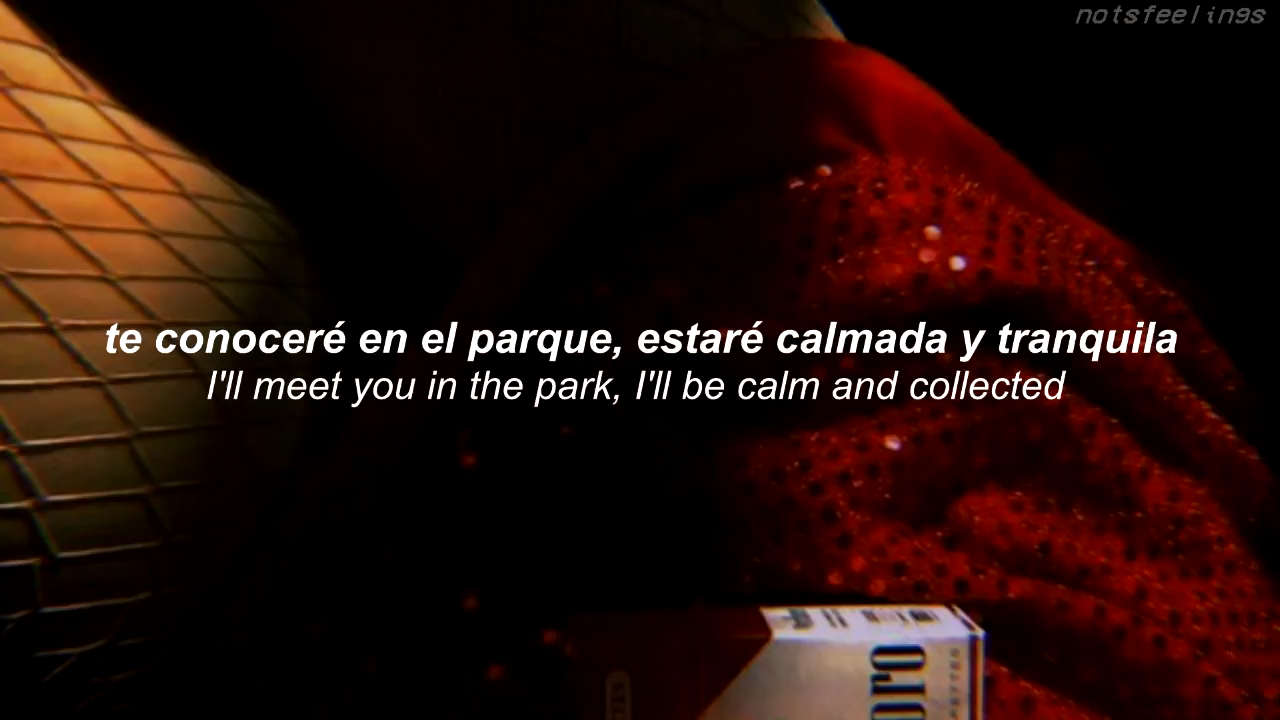 notsfeelings
te conoceré en el parque, estaré calmada y tranquila
I'll meet you in the park, I'll be calm and collected
oro